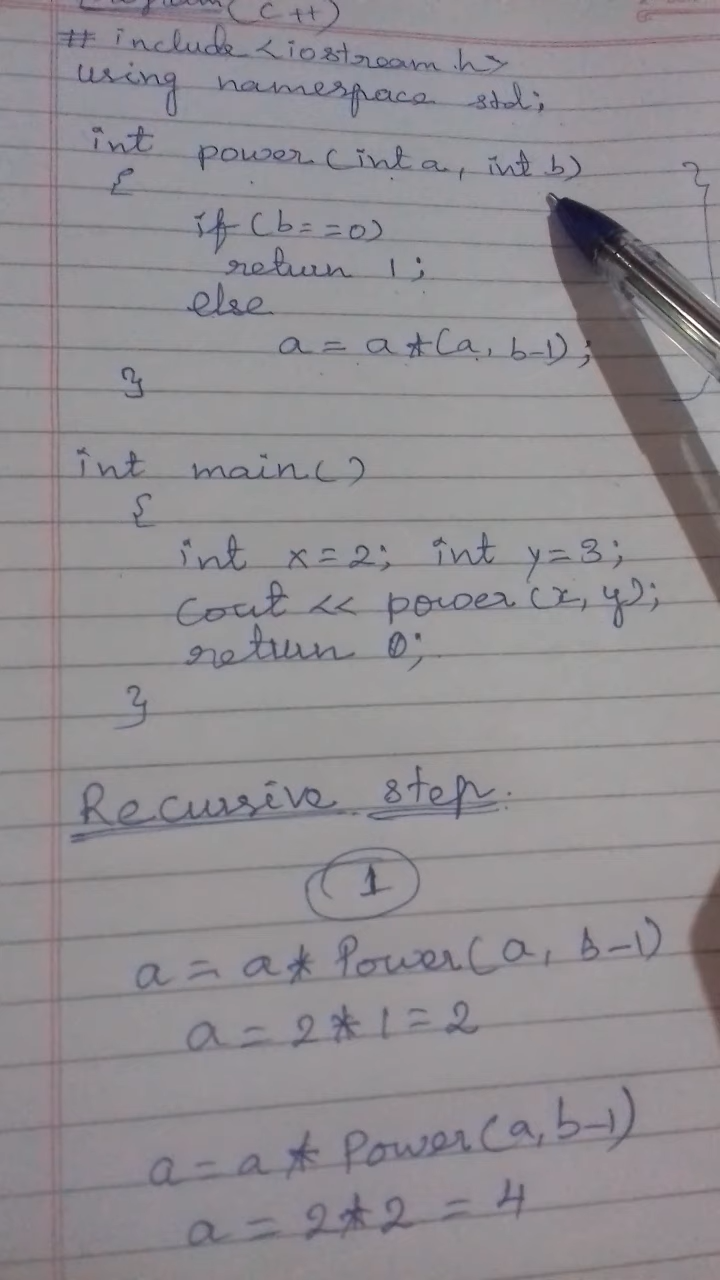 Program (C++)
# include <iostream.h>
using namespace std;
int power(int a, int b)
{
if (b==0)
return 1;
else
a = a*(a, b-1);
}
int main()
{
int x=2; int y=3;
cout << power(x, y);
return 0;
}
Recursive step.
1
a = a* Power(a, b-1)
a = 2*1 = 2
a = a * Power(a, b-1)
a = 2*2 = 4